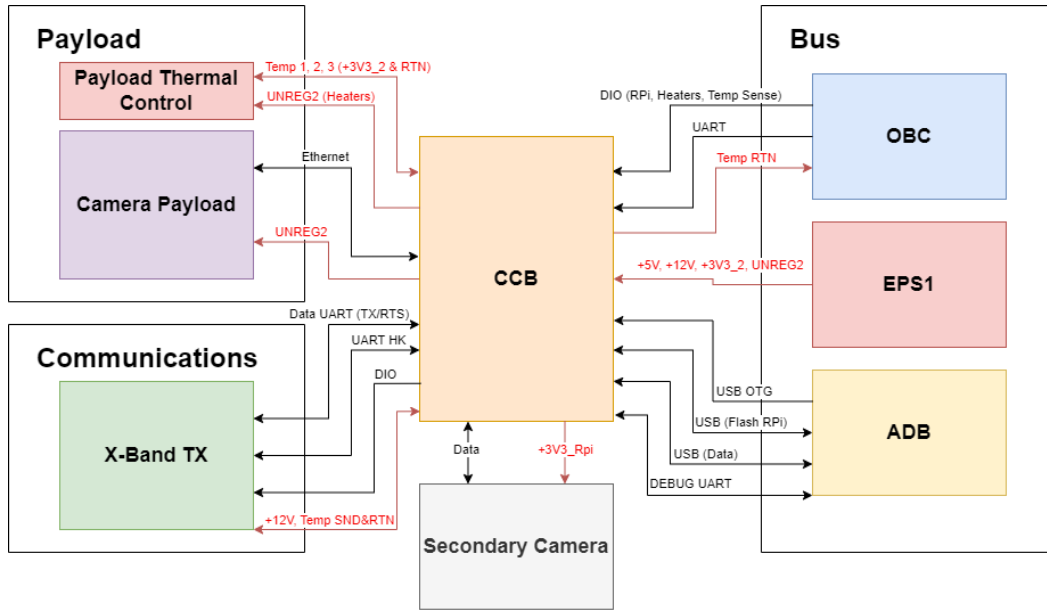 Payload
Payload Thermal
Control
Temp 1, 2, 3 (+3V3_2 & RTN)
UNREG2 (Heaters)
Camera Payload
Ethernet
UNREG2
Communications
X-Band TX
Data UART (TX/RTS)
UART HK
DIO
+12V, Temp SND&RTN
CCB
Data
+3V3_Rpi
Secondary Camera
Bus
DIO (RPi, Heaters, Temp Sense)
UART
Temp RTN
OBC
+5V, +12V, +3V3_2, UNREG2
EPS1
USB OTG
USB (Flash RPi)
USB (Data)
DEBUG UART
ADB